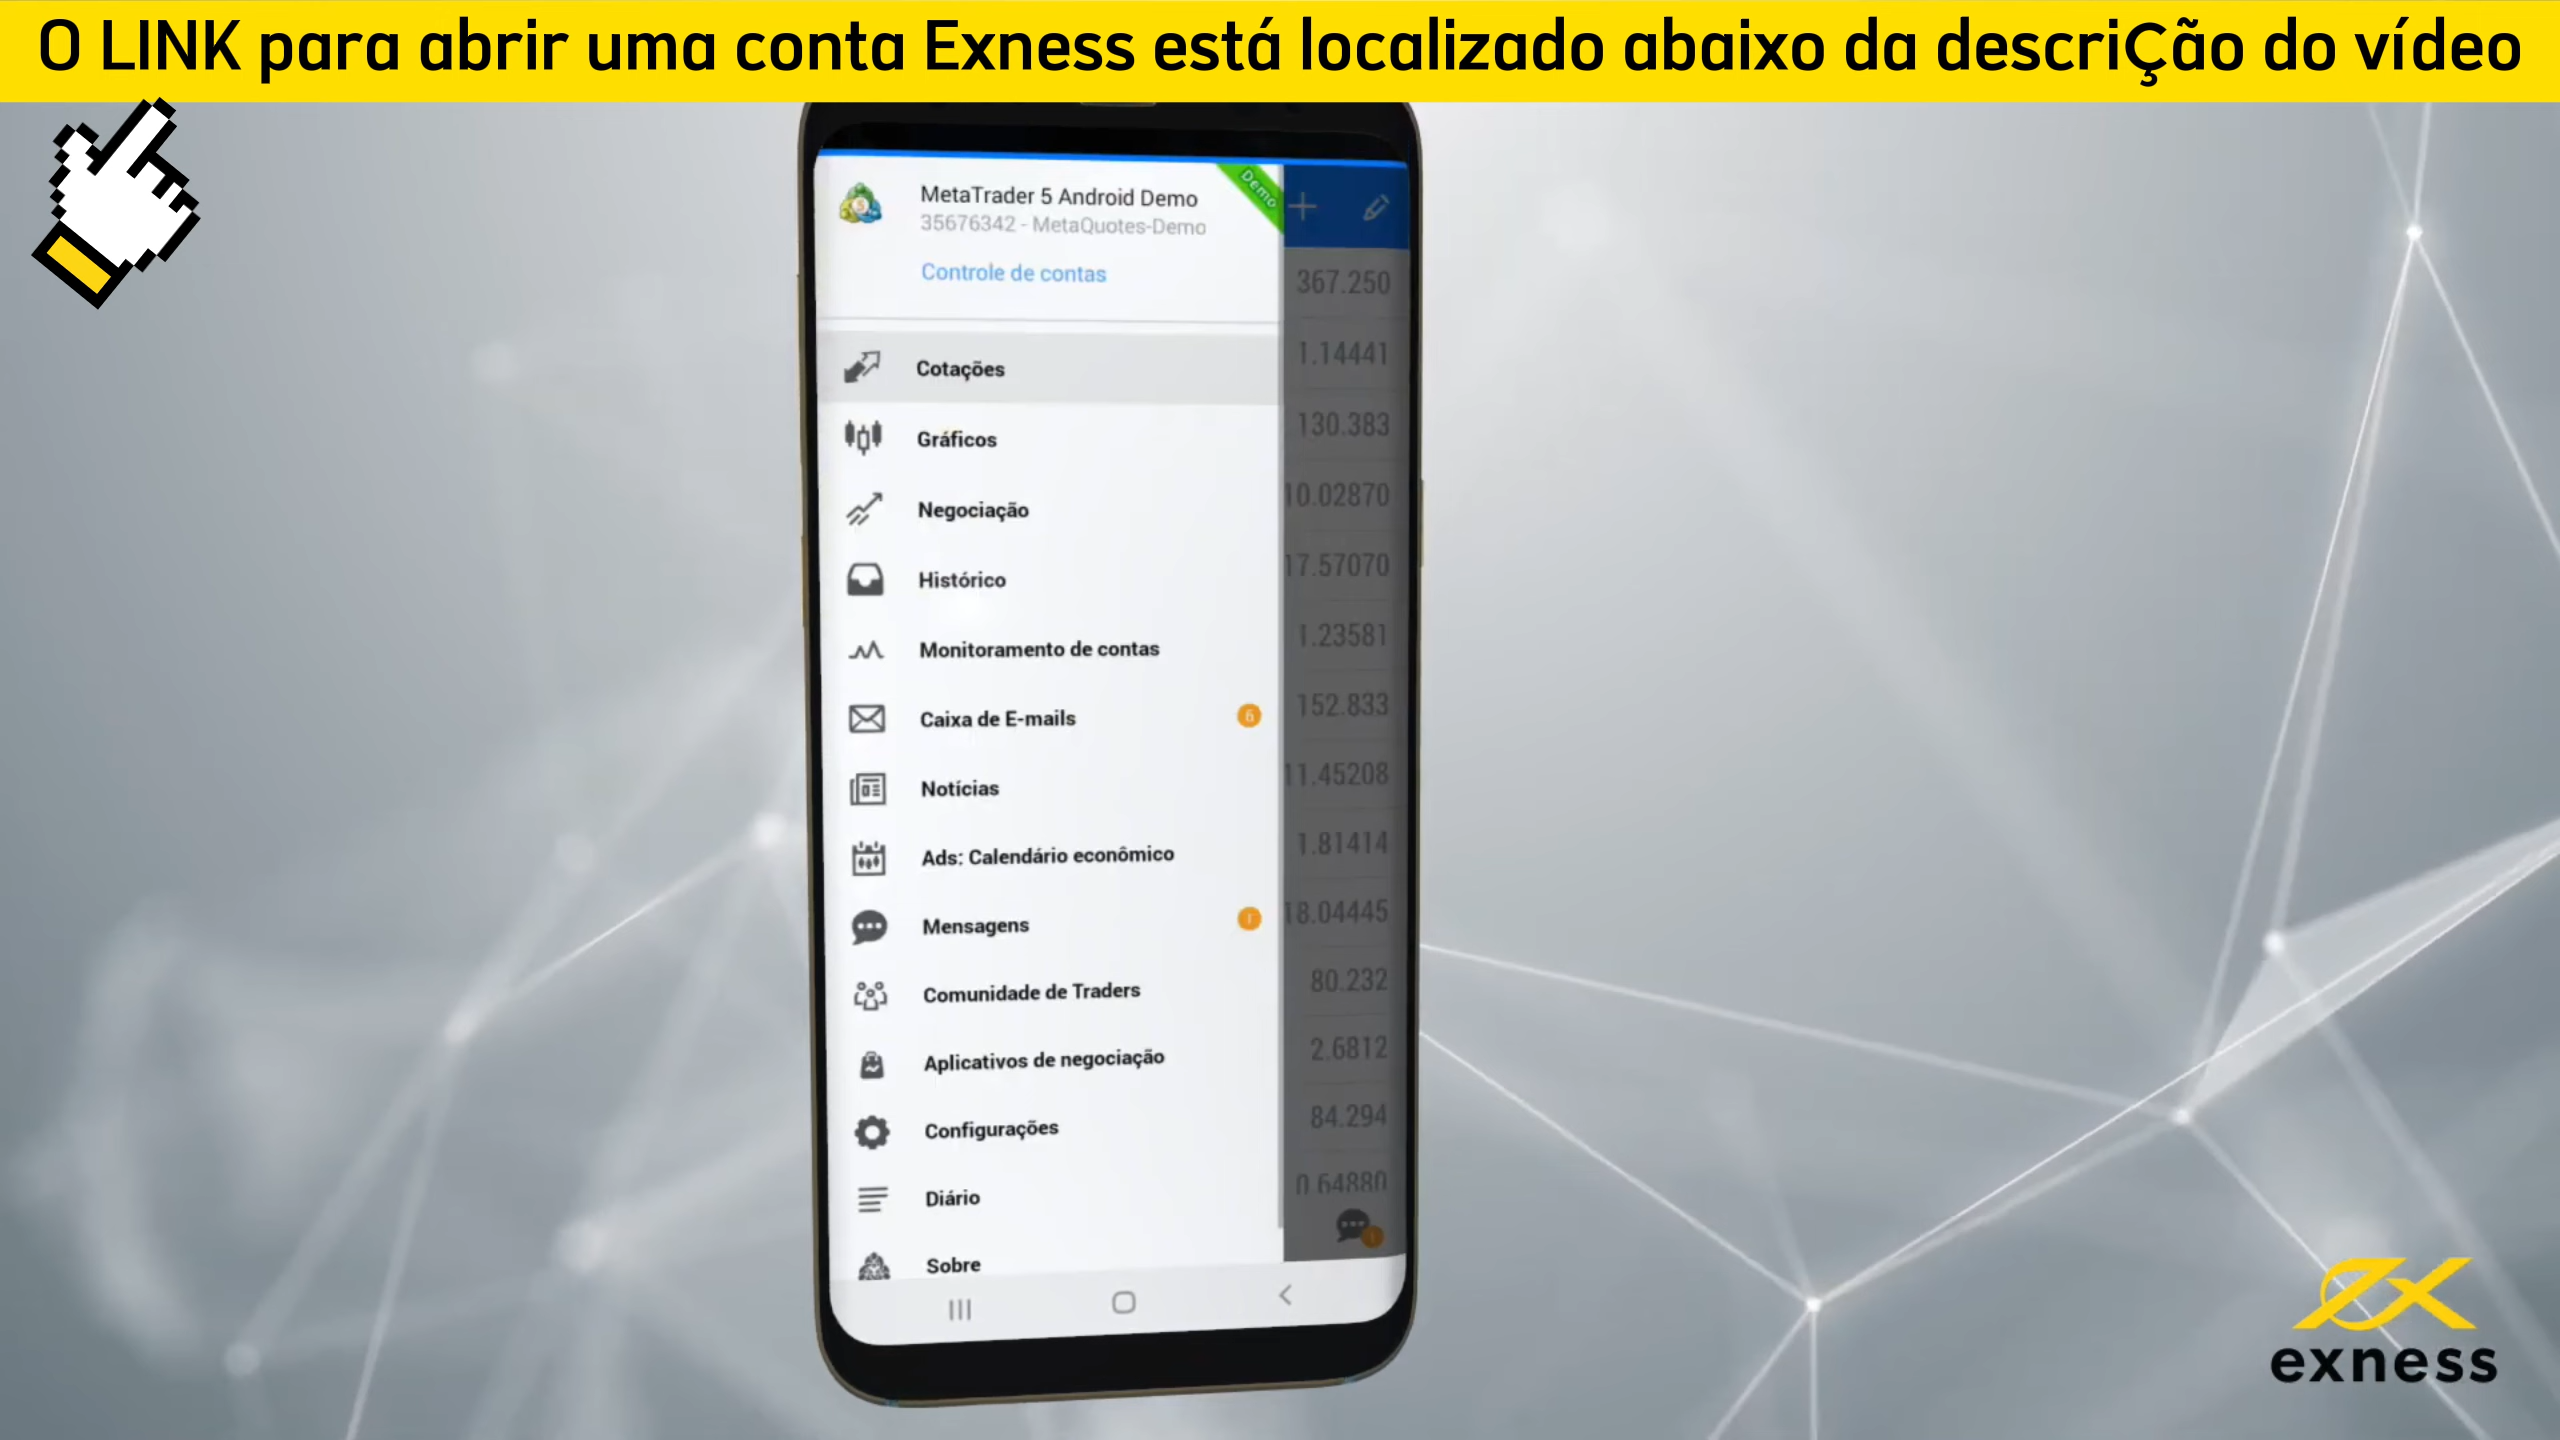 O LINK para abrir uma conta Exness está localizado abaixo da descriÇão do vídeo
MetaTrader 5 Android Demo
35676342 - MetaQuotes-Demo
Demo
Controle de contas
Cotações
Gráficos
Negociação
Histórico
Monitoramento de contas
Caixa de E-mails
6
Notícias
Ads: Calendário econômico
Mensagens
1
Comunidade de Traders
Aplicativos de negociação
Configurações
Diário
Sobre
367.250
1.14441
130.383
10.02870
17.57070
1.23581
152.833
11.45208
1.81414
18.04445
80.232
2.6812
84.294
0.64880
1
exness